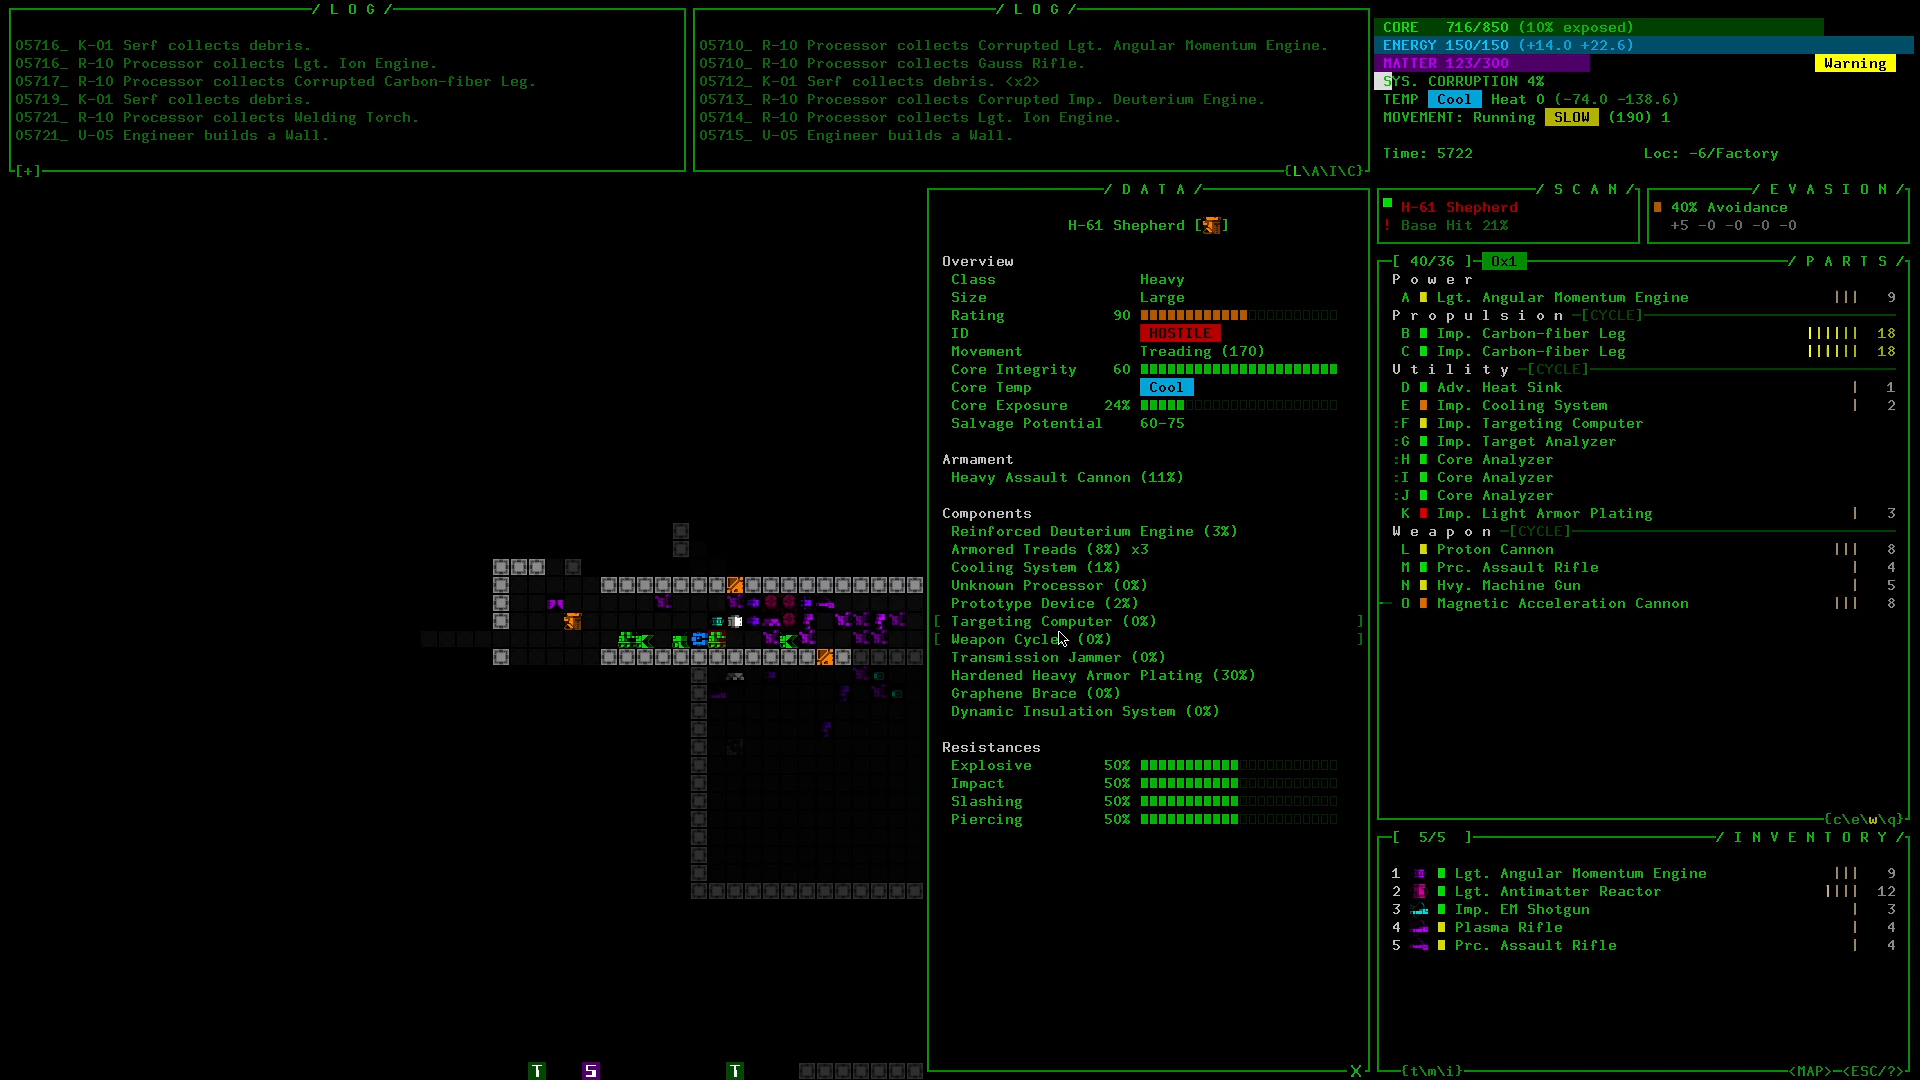 / L O G /
05716_ K-01 Serf collects debris.
05716_ R-10 Processor collects Lgt. Ion Engine.
05717_ R-10 Processor collects Corrupted Carbon-fiber Leg.
05719_ K-01 Serf collects debris.
05721_ R-10 Processor collects Welding Torch.
05721_ U-05 Engineer builds a Wall.
[+]
/ L O G /
05710_ R-10 Processor collects Corrupted Lgt. Angular Momentum Engine.
05710_ R-10 Processor collects Gauss Rifle.
05712_ K-01 Serf collects debris. <x2>
05713_ R-10 Processor collects Corrupted Imp. Deuterium Engine.
05714_ R-10 Processor collects Lgt. Ion Engine.
05715_ U-05 Engineer builds a Wall.
{L\A\I\C}
CORE 716/850 (10% exposed)
ENERGY 150/150 (+14.0 +22.6)
MATTER 123/300 Warning
SYS. CORRUPTION 4%
TEMP Cool Heat 0 (-74.0 -138.6)
MOVEMENT: Running SLOW (190) 1
Time: 5722 Loc: -6/Factory
/ D A T A /
H-61 Shepherd [ ]
Overview
Class Heavy
Size Large
Rating 90
ID HOSTILE
Movement Treading (170)
Core Integrity 60
Core Temp Cool
Core Exposure 24%
Salvage Potential 60-75
Armament
Heavy Assault Cannon (11%)
Components
Reinforced Deuterium Engine (3%)
Armored Treads (8%) x3
Cooling System (1%)
Unknown Processor (0%)
Prototype Device (2%)
[ Targeting Computer (0%) ]
[ Weapon Cycle (0%) ]
Transmission Jammer (0%)
Hardened Heavy Armor Plating (30%)
Graphene Brace (0%)
Dynamic Insulation System (0%)
Resistances
Explosive 50%
Impact 50%
Slashing 50%
Piercing 50%
X
/ S C A N /
H-61 Shepherd
! Base Hit 21%
/ E V A S I O N /
40% Avoidance
+5 -0 -0 -0 -0
[ 40/36 ] 0x1 / P A R T S /
P o w e r
A Lgt. Angular Momentum Engine ||| 9
P r o p u l s i o n [CYCLE]
B Imp. Carbon-fiber Leg |||||| 18
C Imp. Carbon-fiber Leg |||||| 18
U t i l i t y [CYCLE]
D Adv. Heat Sink | 1
E Imp. Cooling System | 2
:F Imp. Targeting Computer
:G Imp. Target Analyzer
:H Core Analyzer
:I Core Analyzer
:J Core Analyzer
K Imp. Light Armor Plating | 3
W e a p o n [CYCLE]
L Proton Cannon ||| 8
M Prc. Assault Rifle | 4
N Hvy. Machine Gun | 5
O Magnetic Acceleration Cannon ||| 8
{c\e\w\q}
[ 5/5 ] / I N V E N T O R Y /
1 Lgt. Angular Momentum Engine ||| 9
2 Lgt. Antimatter Reactor |||| 12
3 Imp. EM Shotgun | 3
4 Plasma Rifle | 4
5 Prc. Assault Rifle | 4
{t\m\i} <MAP> <ESC/?>
T S T